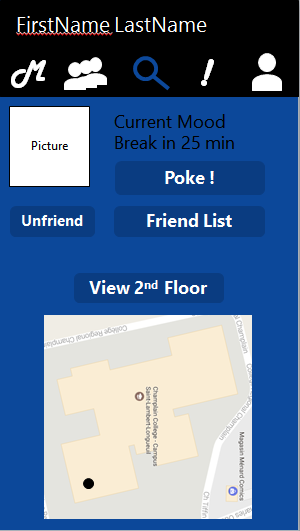 FirstName LastName
M
!
Picture
Current Mood
Break in 25 min
Poke !
Unfriend
Friend List
View 2nd Floor
College Regional Champlain
Champlain College - Campus
Saint-Lambert-Longueuil
Magasin Ménard Comics
Ch Tiffin